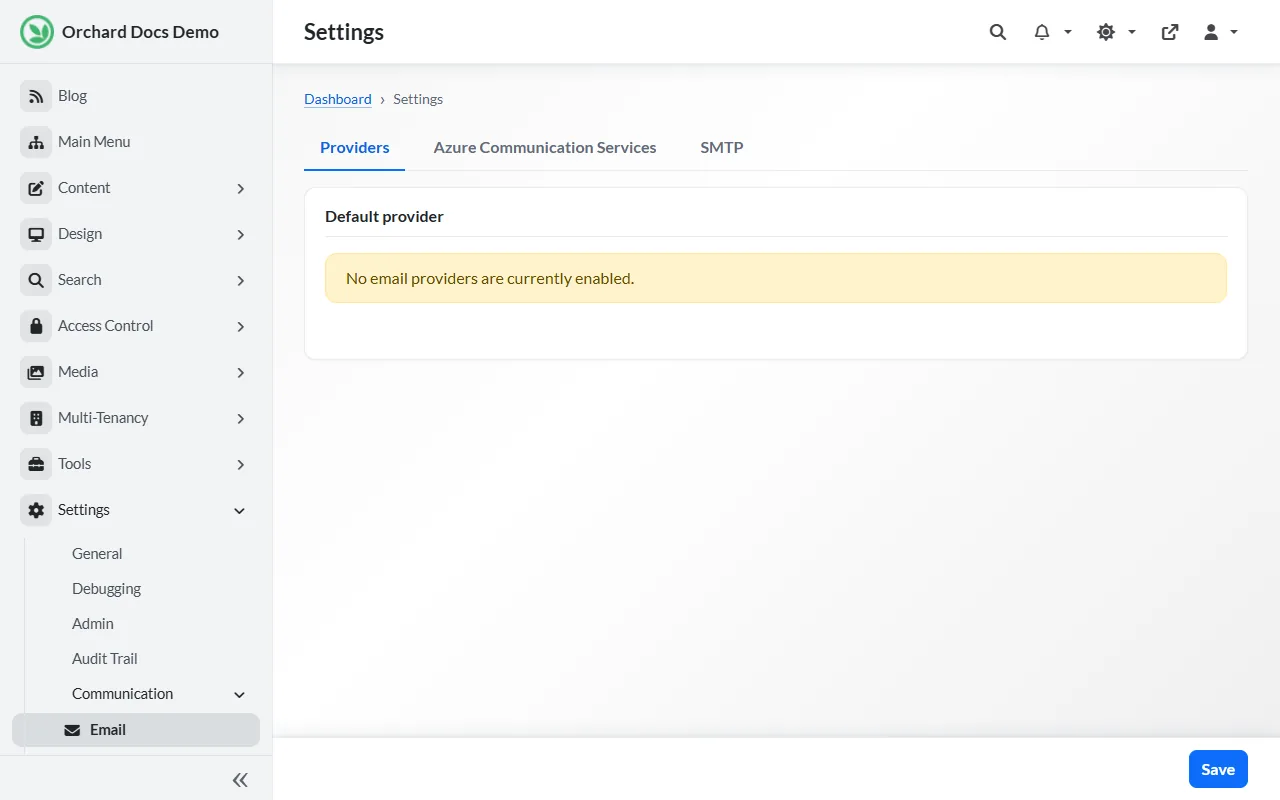 Orchard Docs Demo
Settings
Blog
Main Menu
Content
Design
Search
Access Control
Media
Multi-Tenancy
Tools
Settings
General
Debugging
Admin
Audit Trail
Communication
Email
Dashboard › Settings
Providers Azure Communication Services SMTP
Default provider
No email providers are currently enabled.
Save